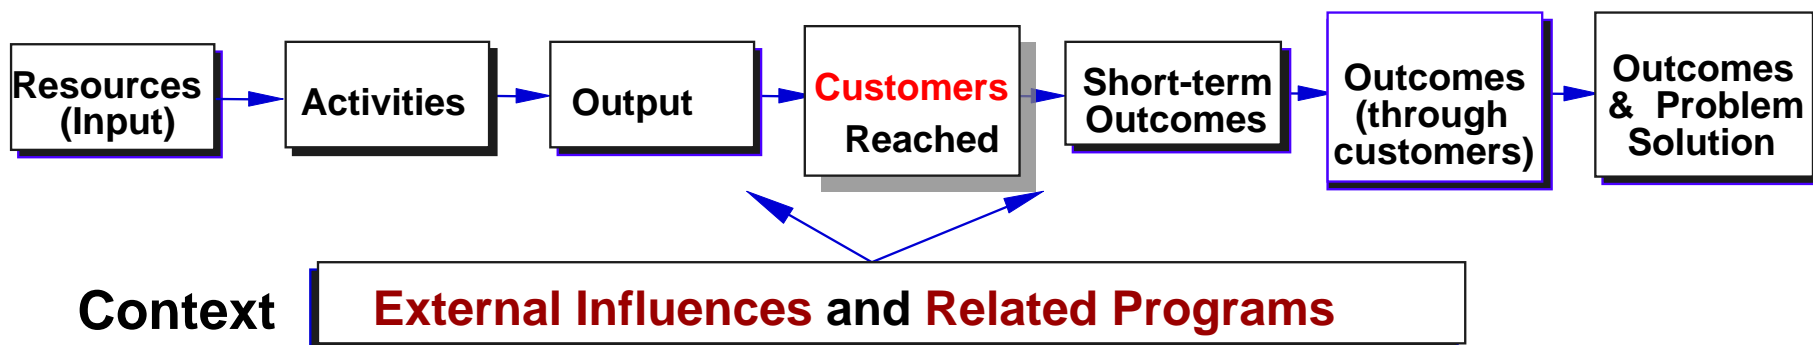 Resources
(Input)
Activities
Output
Customers
Reached
Short-term
Outcomes
Outcomes
(through
customers)
Outcomes
& Problem
Solution
Context
External Influences and Related Programs